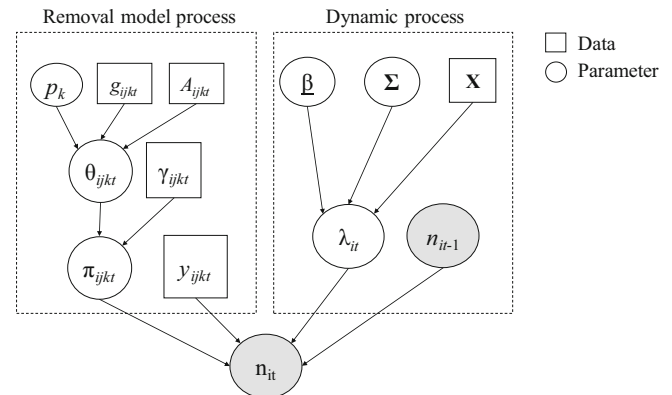 Removal model process
Dynamic process
Data
Parameter
p_k
g_ijkt
A_ijkt
β
Σ
X
θ_ijkt
γ_ijkt
λ_it
n_it-1
π_ijkt
y_ijkt
n_it